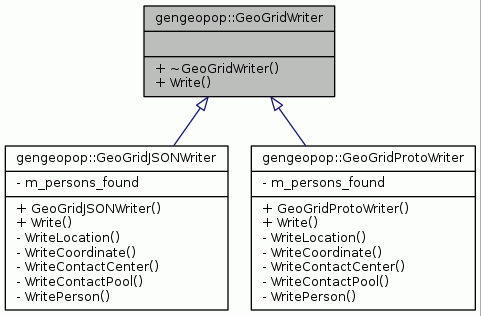 gengeopop::GeoGridWriter
+ ~GeoGridWriter()
+ Write()
gengeopop::GeoGridJSONWriter
- m_persons_found
+ GeoGridJSONWriter()
+ Write()
- WriteLocation()
- WriteCoordinate()
- WriteContactCenter()
- WriteContactPool()
- WritePerson()
gengeopop::GeoGridProtoWriter
- m_persons_found
+ GeoGridProtoWriter()
+ Write()
- WriteLocation()
- WriteCoordinate()
- WriteContactCenter()
- WriteContactPool()
- WritePerson()